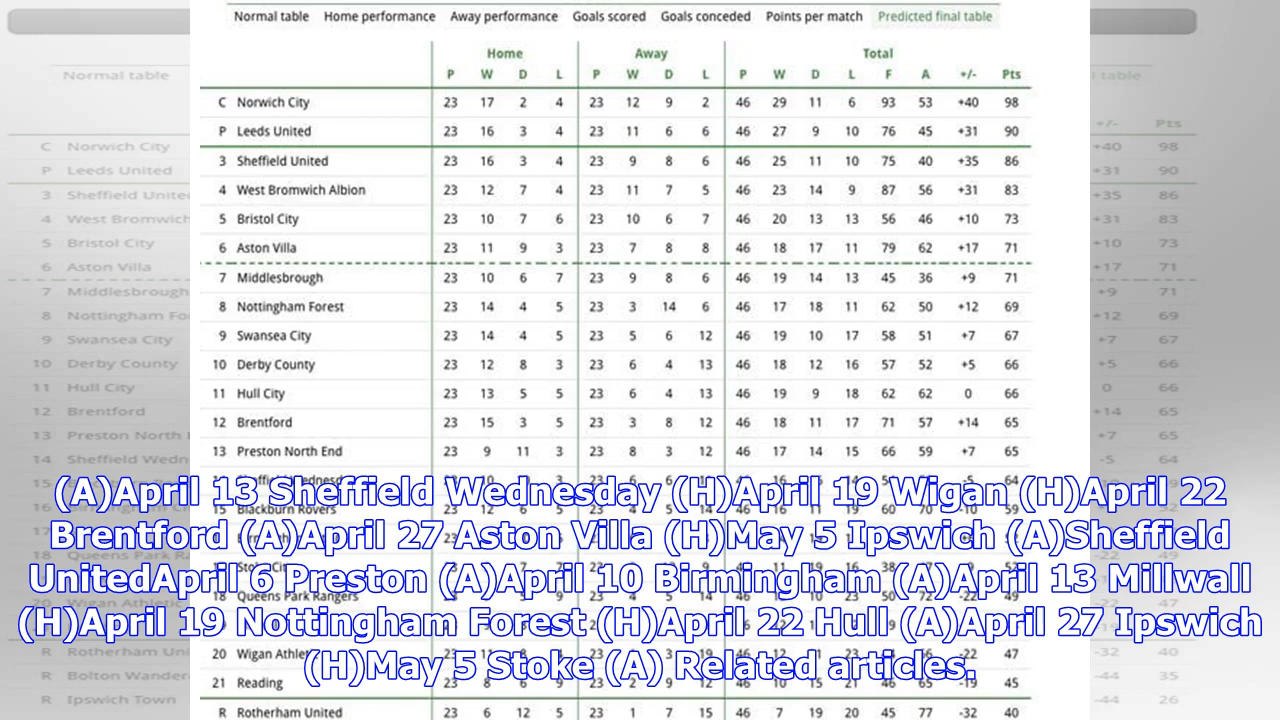 Normal table Home performance Away performance Goals scored Goals conceded Points per match Predicted final table
Home Away Total
P W D L P W D L P W D L F A +/- Pts
C Norwich City 23 17 2 4 23 12 9 2 46 29 11 6 93 53 +40 98
P Leeds United 23 16 3 4 23 11 6 6 46 27 9 10 76 45 +31 90
3 Sheffield United 23 16 3 4 23 9 8 6 46 25 11 10 75 40 +35 86
4 West Bromwich Albion 23 12 7 4 23 11 7 5 46 23 14 9 87 56 +31 83
5 Bristol City 23 10 7 6 23 10 6 7 46 20 13 13 56 46 +10 73
6 Aston Villa 23 11 9 3 23 7 8 8 46 18 17 11 79 62 +17 71
7 Middlesbrough 23 10 6 7 23 9 8 6 46 19 14 13 45 36 +9 71
8 Nottingham Forest 23 14 4 5 23 3 14 6 46 17 18 11 62 50 +12 69
9 Swansea City 23 14 4 5 23 5 6 12 46 19 10 17 58 51 +7 67
10 Derby County 23 12 8 3 23 6 4 13 46 18 12 16 57 52 +5 66
11 Hull City 23 13 5 5 23 6 4 13 46 19 9 18 62 62 0 66
12 Brentford 23 15 3 5 23 3 8 12 46 18 11 17 71 57 +14 65
13 Preston North End 23 9 11 3 23 8 3 12 46 17 14 15 66 59 +7 65
(A)April 13 Sheffield Wednesday (H)April 19 Wigan (H)April 22
Brentford (A)April 27 Aston Villa (H)May 5 Ipswich (A)Sheffield
UnitedApril 6 Preston (A)April 10 Birmingham (A)April 13 Millwall
(H)April 19 Nottingham Forest (H)April 22 Hull (A)April 27 Ipswich
(H)May 5 Stoke (A) Related articles.
15 Blackburn Rovers
18 Queens Park Rangers
20 Wigan
21 Reading 45
R Rotherham United 23 6 12 5 23 1 7 15 46 7 19 20 45 77 -32 40